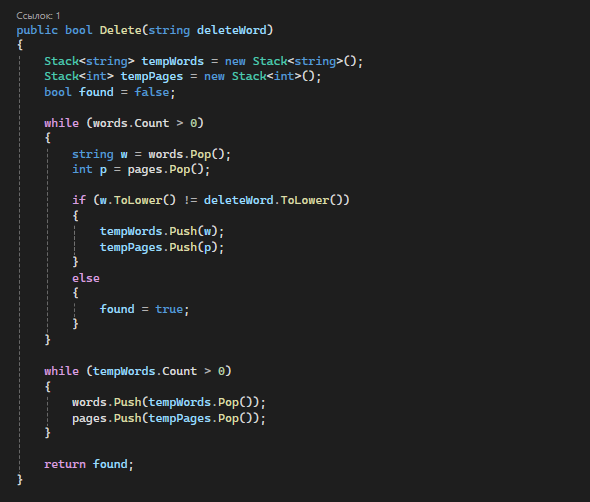 Ссылок: 1
public bool Delete(string deleteWord)
{
    Stack<string> tempWords = new Stack<string>();
    Stack<int> tempPages = new Stack<int>();
    bool found = false;

    while (words.Count > 0)
    {
        string w = words.Pop();
        int p = pages.Pop();

        if (w.ToLower() != deleteWord.ToLower())
        {
            tempWords.Push(w);
            tempPages.Push(p);
        }
        else
        {
            found = true;
        }
    }

    while (tempWords.Count > 0)
    {
        words.Push(tempWords.Pop());
        pages.Push(tempPages.Pop());
    }

    return found;
}